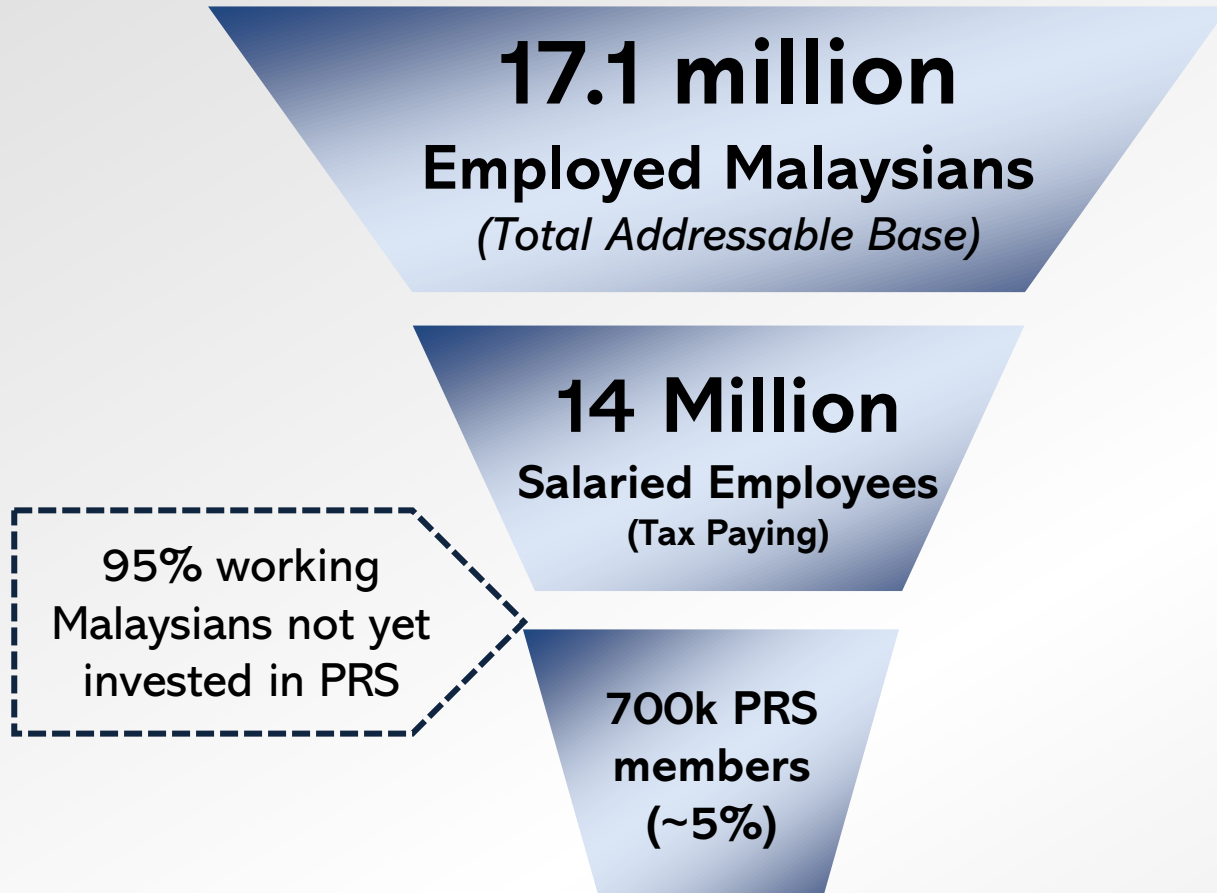 17.1 million
Employed Malaysians
(Total Addressable Base)
14 Million
Salaried Employees
(Tax Paying)
95% working
Malaysians not yet
invested in PRS
700k PRS
members
(~5%)